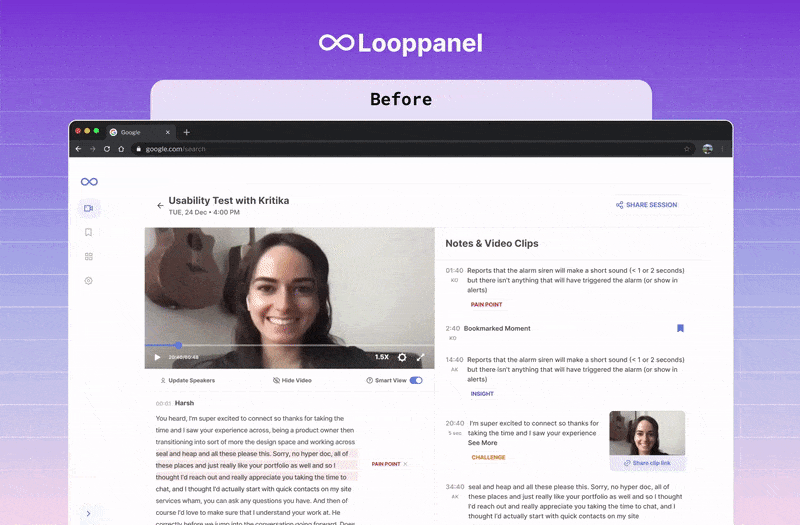 Looppanel
Before
Google
google.com/search
Usability Test with Kritika
TUE, 24 Dec • 4:00 PM
SHARE SESSION
20:40/60:48
1.5X
Update Speakers
Hide Video
Smart View
00:03 Harsh
You heard, I'm super excited to connect so thanks for taking the
time and I saw your experience across, being a product owner then
transitioning into sort of more the design space and working across
seal and heap and all these please this. Sorry, no hyper doc, all of
these places and just really like your portfolio as well and so I
thought I'd reach out and really appreciate you taking the time to
chat, and I thought I'd actually start with quick contacts on my site
services wham, you can ask any questions you have. And then of
course I'd love to make sure that I understand your work at. He
correctly before we jump into the conversation going forward. Does
PAIN POINT
Notes & Video Clips
01:40 Reports that the alarm siren will make a short sound (< 1 or 2 seconds)
KO but there isn't anything that will have triggered the alarm (or show in
alerts)
PAIN POINT
2:40 Bookmarked Moment
KO
14:40 Reports that the alarm siren will make a short sound (< 1 or 2 seconds)
AK but there isn't anything that will have triggered the alarm (or show in
alerts)
INSIGHT
20:40 I'm super excited to connect so thanks for
5 sec taking the time and I saw your experience
See More
CHALLENGE
Share clip link
34:40 seal and heap and all these please this. Sorry, no hyper doc, all of
AK these places and just really like your portfolio as well and so I
thought I'd reach out and really appreciate you taking the time to
chat, and I thought I'd actually start with quick contacts on my site